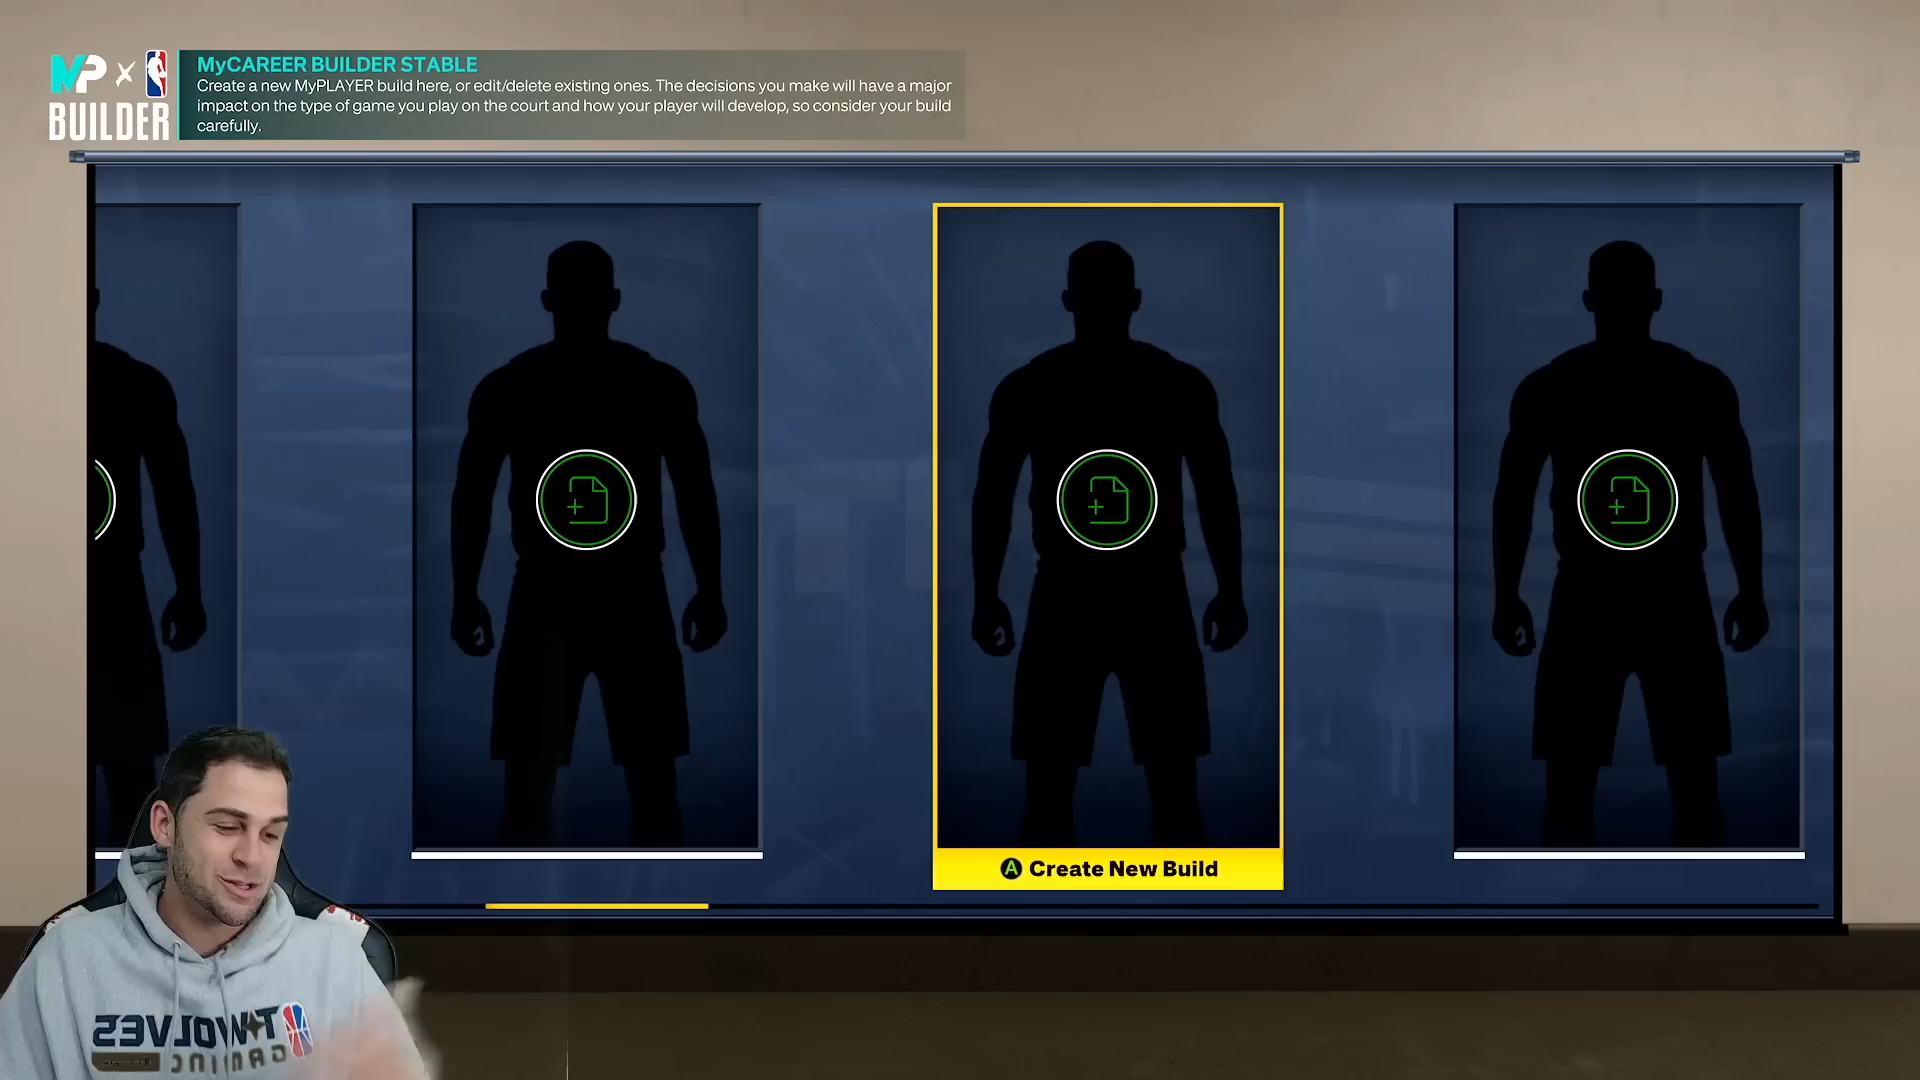 MP x
BUILDER
MyCAREER BUILDER STABLE
Create a new MyPLAYER build here, or edit/delete existing ones. The decisions you make will have a major
impact on the type of game you play on the court and how your player will develop, so consider your build
carefully.
A Create New Build
T WOLVES
GAMING